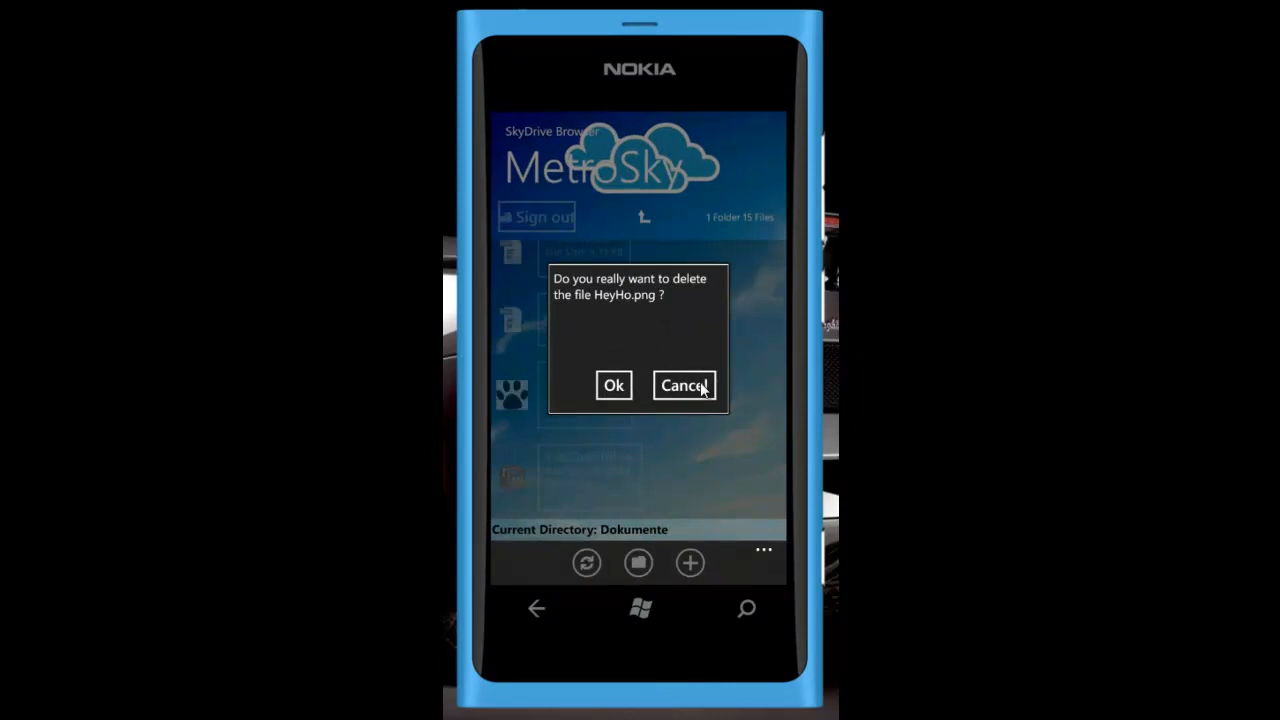 NOKIA
SkyDrive Browser
MetroSky
Sign out
1 Folder 15 Files
Do you really want to delete
the file HeyHo.png ?
Ok
Cancel
Current Directory: Dokumente